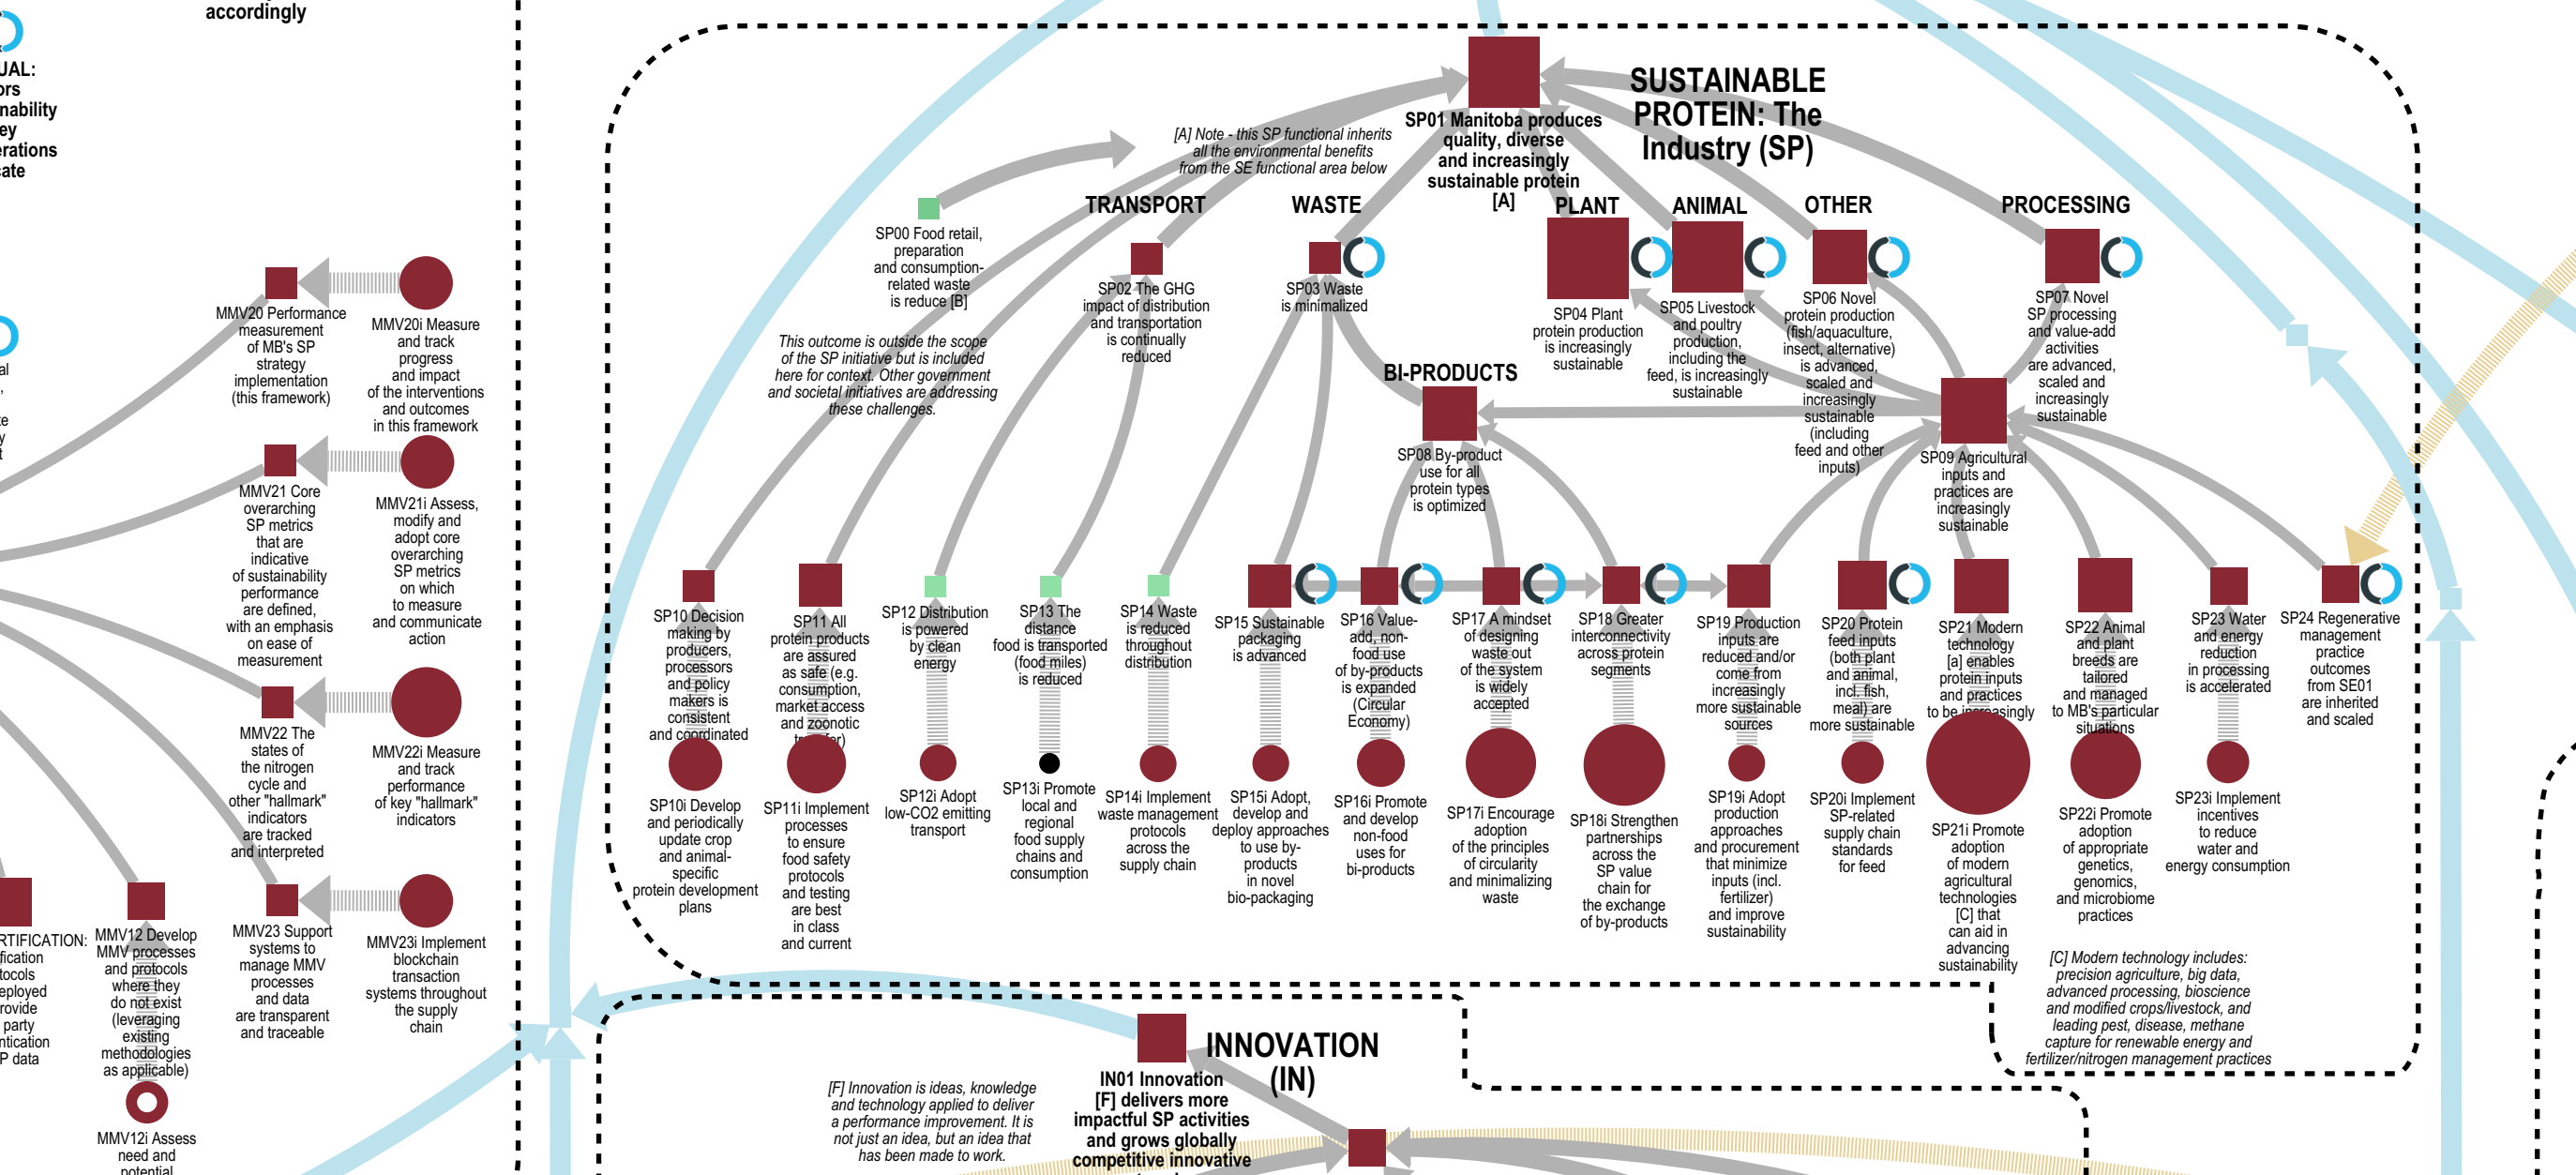 accordingly
UAL:
ors
nability
ey
erations
cate
al
,
te
y
t
MMV20 Performance
measurement
of MB's SP
strategy
implementation
(this framework)
MMV20i Measure
and track
progress
and impact
of the interventions
and outcomes
in this framework
MMV21 Core
overarching
SP metrics
that are
indicative
of sustainability
performance
are defined,
with an emphasis
on ease of
measurement
MMV21i Assess,
modify and
adopt core
overarching
SP metrics
on which
to measure
and communicate
action
MMV22 The
states of
the nitrogen
cycle and
other "hallmark"
indicators
are tracked
and interpreted
MMV22i Measure
and track
performance
of key "hallmark"
indicators
RTIFICATION:
fication
tocols
eployed
rovide
party
ntication
P data
MMV12 Develop
MMV processes
and protocols
where they
do not exist
(leveraging
existing
methodologies
as applicable)
MMV12i Assess
need and
potential
MMV23 Support
systems to
manage MMV
processes
and data
are transparent
and traceable
MMV23i Implement
blockchain
transaction
systems throughout
the supply
chain
SUSTAINABLE
PROTEIN: The
Industry (SP)
SP01 Manitoba produces
quality, diverse
and increasingly
sustainable protein
[A]
[A] Note - this SP functional inherits
all the environmental benefits
from the SE functional area below
SP00 Food retail,
preparation
and consumption-
related waste
is reduce [B]
This outcome is outside the scope
of the SP initiative but is included
here for context. Other government
and societal initiatives are addressing
these challenges.
TRANSPORT
SP02 The GHG
impact of distribution
and transportation
is continually
reduced
WASTE
SP03 Waste
is minimalized
PLANT
SP04 Plant
protein production
is increasingly
sustainable
ANIMAL
SP05 Livestock
and poultry
production,
including the
feed, is increasingly
sustainable
OTHER
SP06 Novel
protein production
(fish/aquaculture,
insect, alternative)
is advanced,
scaled and
increasingly
sustainable
(including
feed and other
inputs)
PROCESSING
SP07 Novel
SP processing
and value-add
activities
are advanced,
scaled and
increasingly
sustainable
BI-PRODUCTS
SP08 By-product
use for all
protein types
is optimized
SP09 Agricultural
inputs and
practices are
increasingly
sustainable
SP10 Decision
making by
producers,
processors
and policy
makers is
consistent
and coordinated
SP11 All
protein products
are assured
as safe (e.g.
consumption,
market access
and zoonotic
SP12 Distribution
is powered
by clean
energy
SP13 The
distance
food is transported
(food miles)
is reduced
SP14 Waste
is reduced
throughout
distribution
SP15 Sustainable
packaging
is advanced
SP16 Value-
add, non-
food use
of by-products
is expanded
(Circular
Economy)
SP17 A mindset
of designing
waste out
of the system
is widely
accepted
SP18 Greater
interconnectivity
across protein
segments
SP19 Production
inputs are
reduced and/or
come from
increasingly
more sustainable
sources
SP20 Protein
feed inputs
(both plant
and animal,
incl. fish,
meal) are
more sustainable
SP21 Modern
technology
[a] enables
protein inputs
and practices
to be increasingly
SP22 Animal
and plant
breeds are
tailored
and managed
to MB's particular
situations
SP23 Water
and energy
reduction
in processing
is accelerated
SP24 Regenerative
management
practice
outcomes
from SE01
are inherited
and scaled
SP10i Develop
and periodically
update crop
and animal-
specific
protein development
plans
SP11i Implement
processes
to ensure
food safety
protocols
and testing
are best
in class
and current
SP12i Adopt
low-CO2 emitting
transport
SP13i Promote
local and
regional
food supply
chains and
consumption
SP14i Implement
waste management
protocols
across the
supply chain
SP15i Adopt,
develop and
deploy approaches
to use by-
products
in novel
bio-packaging
SP16i Promote
and develop
non-food
uses for
bi-products
SP17i Encourage
adoption
of the principles
of circularity
and minimalizing
waste
SP18i Strengthen
partnerships
across the
SP value
chain for
the exchange
of by-products
SP19i Adopt
production
approaches
and procurement
that minimize
inputs (incl.
fertilizer)
and improve
sustainability
SP20i Implement
SP-related
supply chain
standards
for feed
SP21i Promote
adoption
of modern
agricultural
technologies
[C] that
can aid in
advancing
sustainability
SP22i Promote
adoption
of appropriate
genetics,
genomics,
and microbiome
practices
SP23i Implement
incentives
to reduce
water and
energy consumption
[C] Modern technology includes:
precision agriculture, big data,
advanced processing, bioscience
and modified crops/livestock, and
leading pest, disease, methane
capture for renewable energy and
fertilizer/nitrogen management practices
INNOVATION
(IN)
IN01 Innovation
[F] delivers more
impactful SP activities
and grows globally
competitive innovative
[F] Innovation is ideas, knowledge
and technology applied to deliver
a performance improvement. It is
not just an idea, but an idea that
has been made to work.